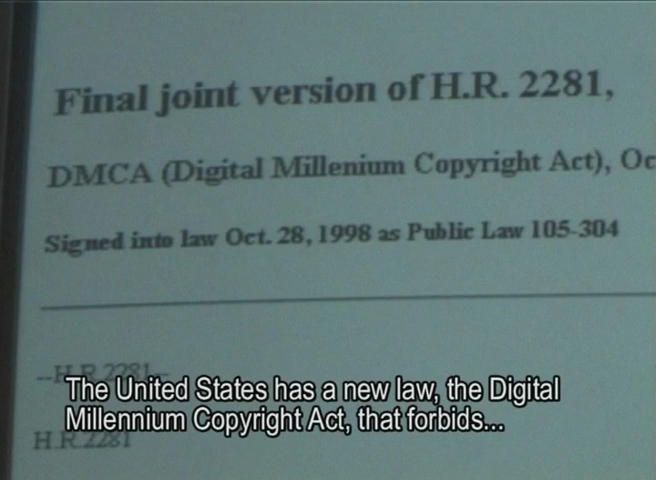 Final joint version of H.R. 2281,
DMCA (Digital Millenium Copyright Act), Oc
Signed into law Oct. 28, 1998 as Public Law 105-304
--H.R.2281--
The United States has a new law, the Digital
Millennium Copyright Act, that forbids...
H.R.2281